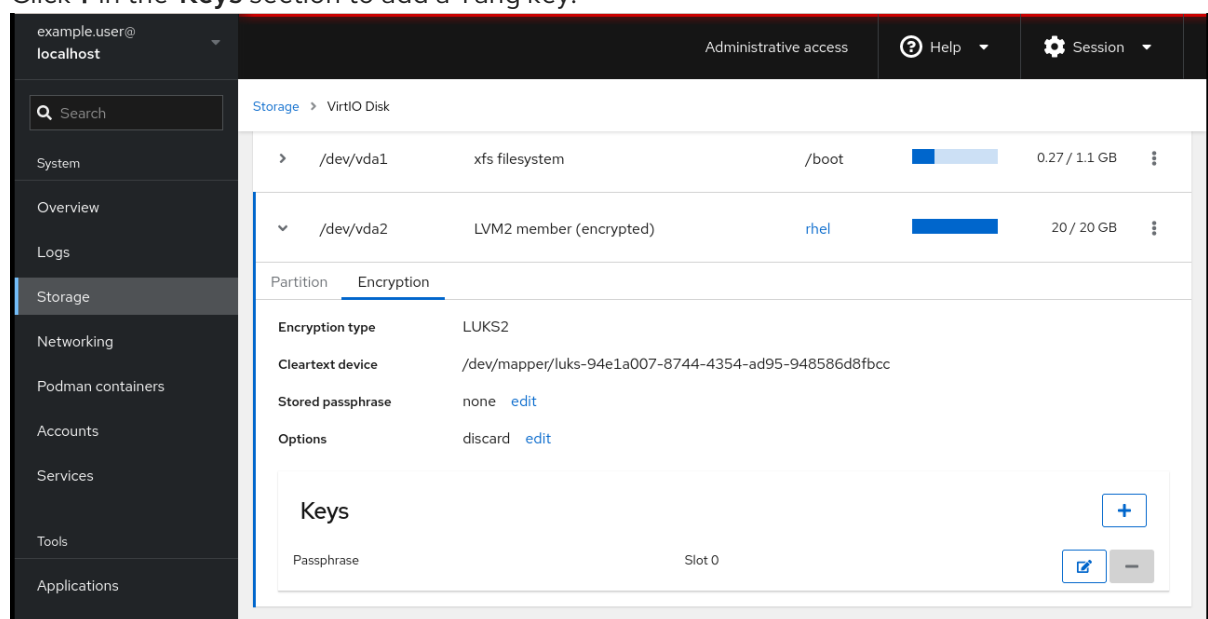 Click + in the Keys section to add a Tang key.
example.user@
localhost
Administrative access
Help
Session
Search
Storage > VirtIO Disk
System
/dev/vda1 xfs filesystem /boot 0.27 / 1.1 GB
Overview
/dev/vda2 LVM2 member (encrypted) rhel 20 / 20 GB
Logs
Partition Encryption
Storage
Encryption type LUKS2
Networking
Cleartext device /dev/mapper/luks-94e1a007-8744-4354-ad95-948586d8fbcc
Podman containers
Stored passphrase none edit
Accounts
Options discard edit
Services
Keys
+
Tools
Passphrase Slot 0
−
Applications